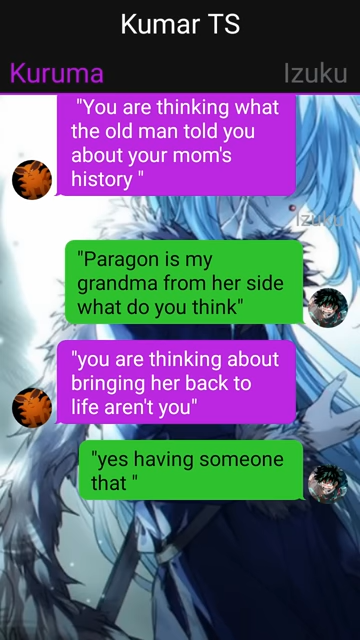 Kumar TS
Kuruma
Izuku
"You are thinking what
the old man told you
about your mom's
history "
Izuku
"Paragon is my
grandma from her side
what do you think"
"you are thinking about
bringing her back to
life aren't you"
"yes having someone
that "